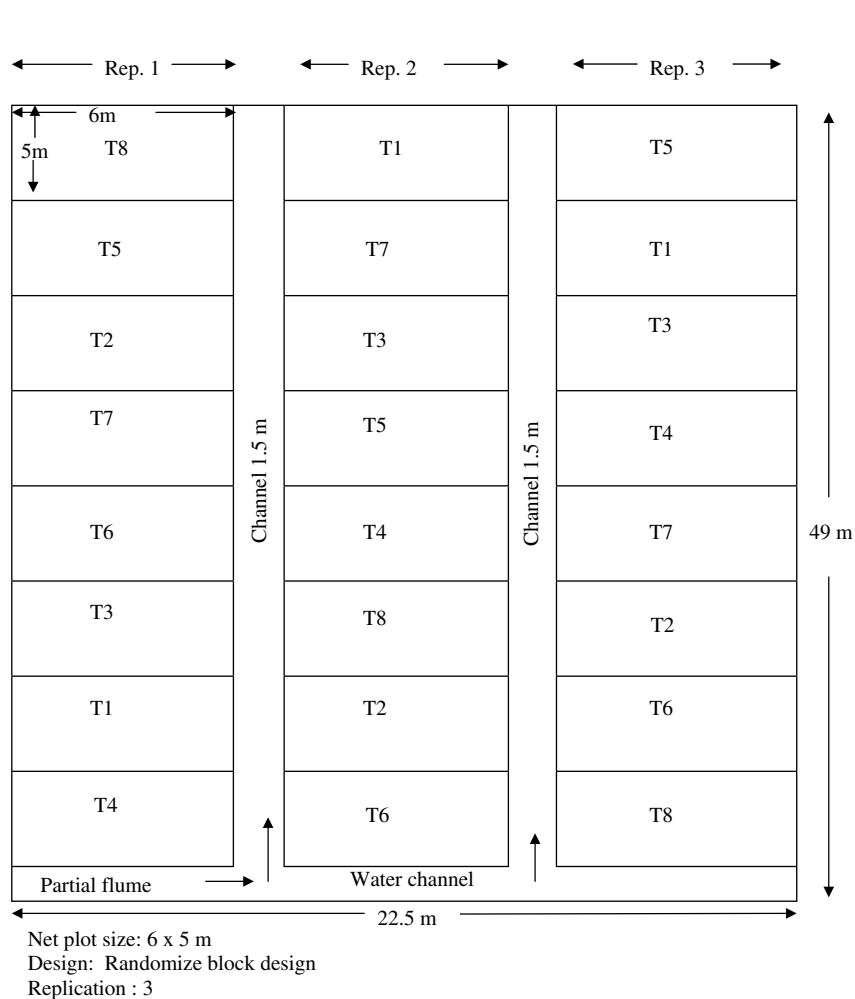 Rep. 1 Rep. 2 Rep. 3
6m
5m
T8 T1 T5
T5 T7 T1
T2 T3 T3
T7 T5 T4
T6 T4 T7
T3 T8 T2
T1 T2 T6
T4 T6 T8
Channel 1.5 m
Channel 1.5 m
49 m
Partial flume Water channel
22.5 m
Net plot size: 6 x 5 m
Design: Randomize block design
Replication : 3